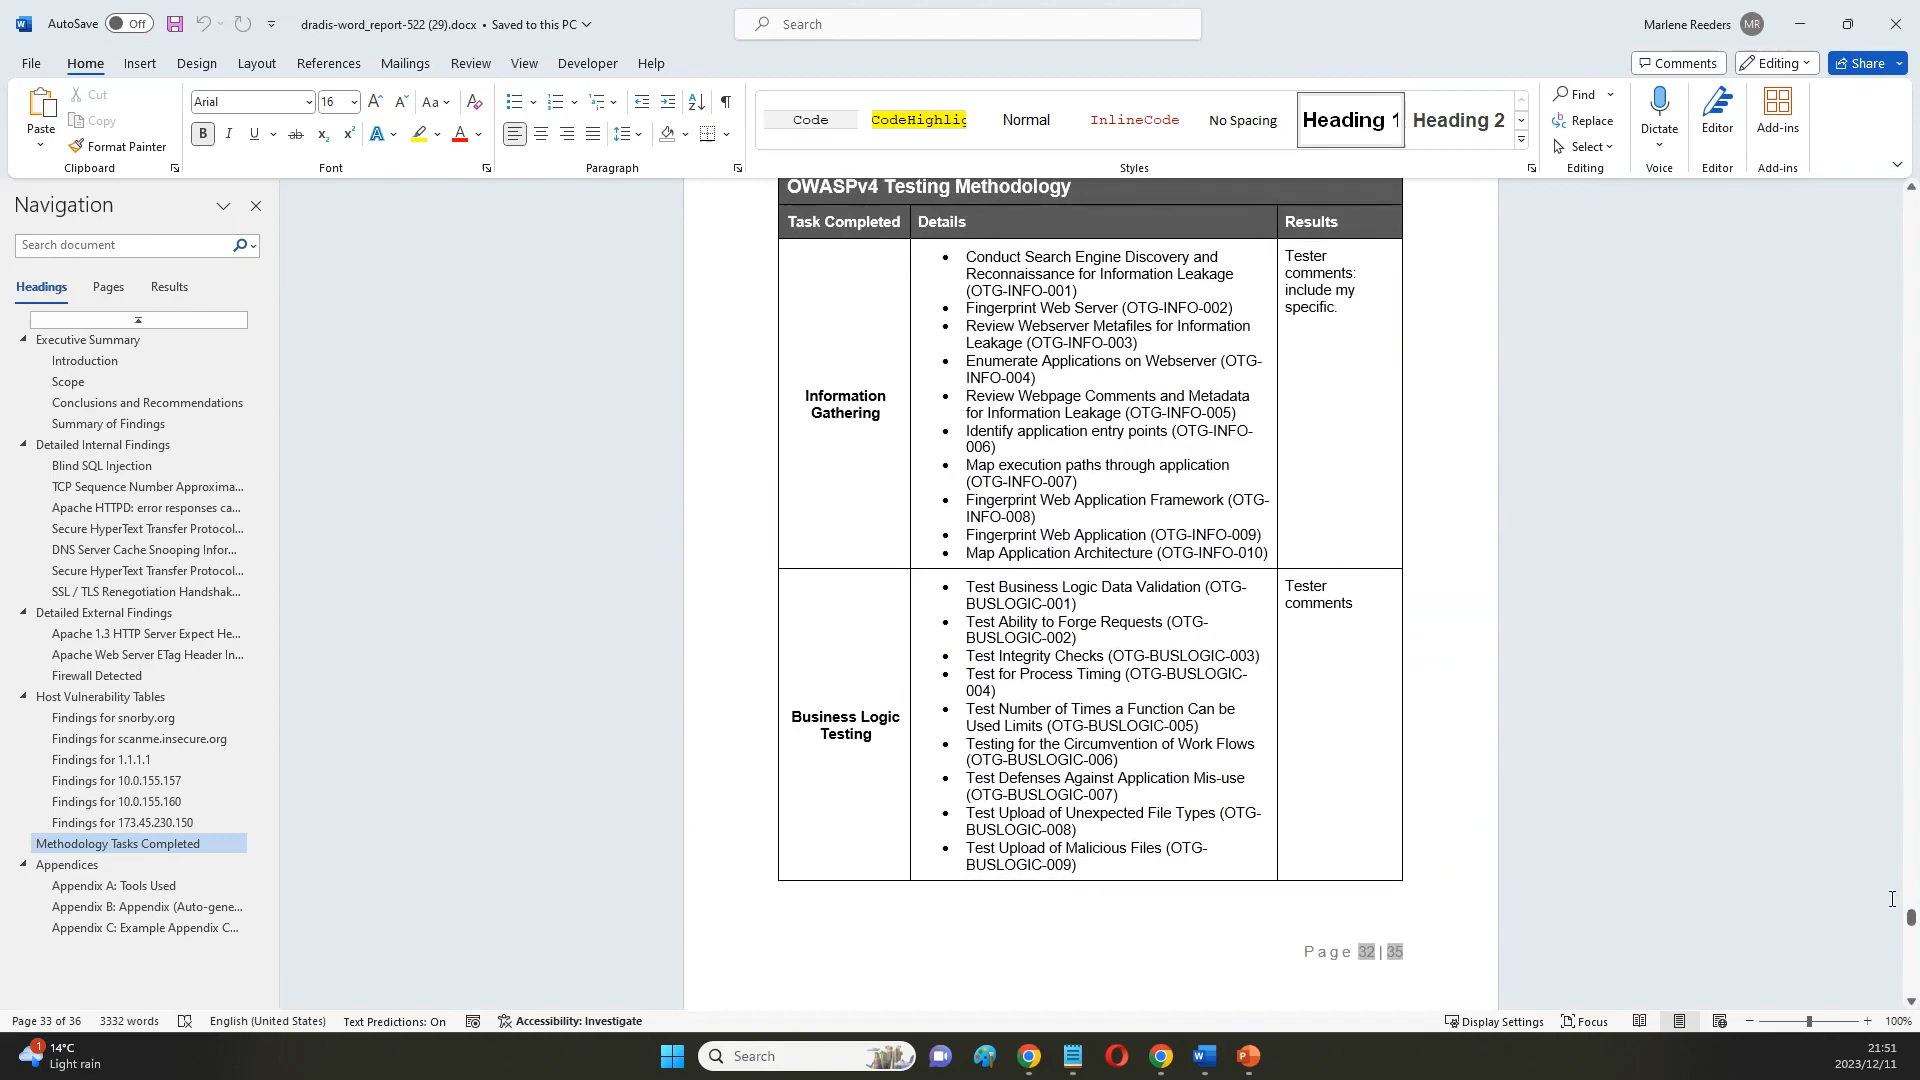 AutoSave Off dradis-word_report-522 (29).docx • Saved to this PC Search Marlene Reeders MR
File Home Insert Design Layout References Mailings Review View Developer Help Comments Editing Share
Paste Cut Copy Format Painter
Arial 16 Aa
B I U ab x₂ x² A A
Code CodeHighlig Normal InlineCode No Spacing Heading 1 Heading 2
Find Replace Select
Dictate Editor Add-ins
Clipboard Font Paragraph Styles Editing Voice Editor Add-ins
Navigation
Search document
Headings Pages Results
Executive Summary
Introduction
Scope
Conclusions and Recommendations
Summary of Findings
Detailed Internal Findings
Blind SQL Injection
TCP Sequence Number Approxima...
Apache HTTPD: error responses ca...
Secure HyperText Transfer Protocol...
DNS Server Cache Snooping Infor...
Secure HyperText Transfer Protocol...
SSL / TLS Renegotiation Handshak...
Detailed External Findings
Apache 1.3 HTTP Server Expect He...
Apache Web Server ETag Header In...
Firewall Detected
Host Vulnerability Tables
Findings for snorby.org
Findings for scanme.insecure.org
Findings for 1.1.1.1
Findings for 10.0.155.157
Findings for 10.0.155.160
Findings for 173.45.230.150
Methodology Tasks Completed
Appendices
Appendix A: Tools Used
Appendix B: Appendix (Auto-gene...
Appendix C: Example Appendix C...
OWASPv4 Testing Methodology
Task Completed Details Results
Information
Gathering
• Conduct Search Engine Discovery and
Reconnaissance for Information Leakage
(OTG-INFO-001)
• Fingerprint Web Server (OTG-INFO-002)
• Review Webserver Metafiles for Information
Leakage (OTG-INFO-003)
• Enumerate Applications on Webserver (OTG-
INFO-004)
• Review Webpage Comments and Metadata
for Information Leakage (OTG-INFO-005)
• Identify application entry points (OTG-INFO-
006)
• Map execution paths through application
(OTG-INFO-007)
• Fingerprint Web Application Framework (OTG-
INFO-008)
• Fingerprint Web Application (OTG-INFO-009)
• Map Application Architecture (OTG-INFO-010)
Tester
comments:
include my
specific.
Business Logic
Testing
• Test Business Logic Data Validation (OTG-
BUSLOGIC-001)
• Test Ability to Forge Requests (OTG-
BUSLOGIC-002)
• Test Integrity Checks (OTG-BUSLOGIC-003)
• Test for Process Timing (OTG-BUSLOGIC-
004)
• Test Number of Times a Function Can be
Used Limits (OTG-BUSLOGIC-005)
• Testing for the Circumvention of Work Flows
(OTG-BUSLOGIC-006)
• Test Defenses Against Application Mis-use
(OTG-BUSLOGIC-007)
• Test Upload of Unexpected File Types (OTG-
BUSLOGIC-008)
• Test Upload of Malicious Files (OTG-
BUSLOGIC-009)
Tester
comments
Page 32 | 35
Page 33 of 36 3332 words English (United States) Text Predictions: On Accessibility: Investigate Display Settings Focus 100%
1 14°C
Light rain
Search
21:51
2023/12/11